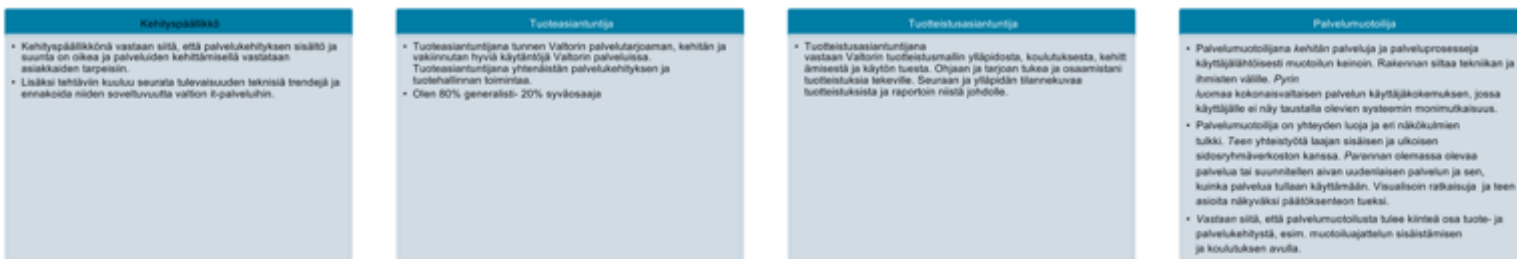 Kehityspäällikkö
• Kehityspäällikkönä vastaan siitä, että palvelukehityksen sisältö ja
suunta on oikea ja palveluiden kehittämisellä vastataan
asiakkaiden tarpeisiin.
• Lisäksi tehtäviin kuuluu seurata tulevaisuuden teknisiä trendejä ja
ennakoida niiden soveltuvuutta valtion it-palveluihin.
Tuoteasiantuntija
• Tuoteasiantuntijana tunnen Valtorin palvelutarjoaman, kehitän ja
vakiinnutan hyviä käytäntöjä Valtorin palveluissa.
Tuoteasiantuntijana yhtenäistän palvelukehityksen ja
tuotehallinnan toimintaa.
• Olen 80% generalisti- 20% syväosaaja
Tuotteistusasiantuntija
• Tuotteistusasiantuntijana
vastaan Valtorin tuotteistusmallin ylläpidosta, koulutuksesta, kehitt
ämisestä ja käytön tuesta. Ohjaan ja tarjoan tukea ja osaamistani
tuotteistuksia tekeville. Seuraan ja ylläpidän tilannekuvaa
tuotteistuksista ja raportoin niistä johdolle.
Palvelumuotoilija
• Palvelumuotoilijana kehitän palveluja ja palveluprosesseja
käyttäjälähtöisesti muotoilun keinoin. Rakennan siltaa tekniikan ja
ihmisten välille. Pyrin
luomaa kokonaisvaltaisen palvelun käyttäjäkokemuksen, jossa
käyttäjälle ei näy taustalla olevien systeemin monimutkaisuus.
• Palvelumuotoilija on yhteyden luoja ja eri näkökulmien
tulkki. Teen yhteistyötä laajan sisäisen ja ulkoisen
sidosryhmäverkoston kanssa. Parannan olemassa olevaa
palvelua tai suunnitellen aivan uudenlaisen palvelun ja sen,
kuinka palvelua tullaan käyttämään. Visualisoin ratkaisuja ja teen
asioita näkyväksi päätöksenteon tueksi.
• Vastaan siitä, että palvelumuotoilusta tulee kiinteä osa tuote- ja
palvelukehitystä, esim. muotoiluajattelun sisäistämisen
ja koulutuksen avulla.